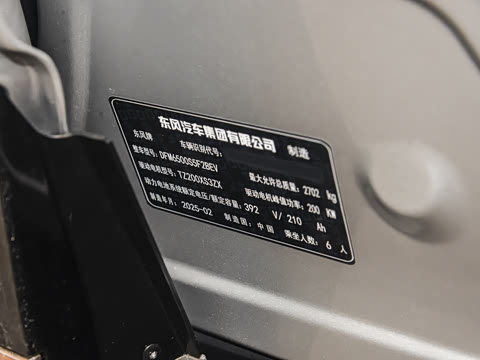 东风汽车集团有限公司 制造
东风牌 车辆识别代号:
整车型号: DFM6500S5F2BEV 最大允许总质量: 2702 kg
驱动电机型号: TZ200XS3ZX 驱动电机峰值功率: 200 KW
动力电池系统额定电压/额定容量: 392 V/ 210 Ah
制造年月: 2025-02 制造国: 中国 乘坐人数: 6 人